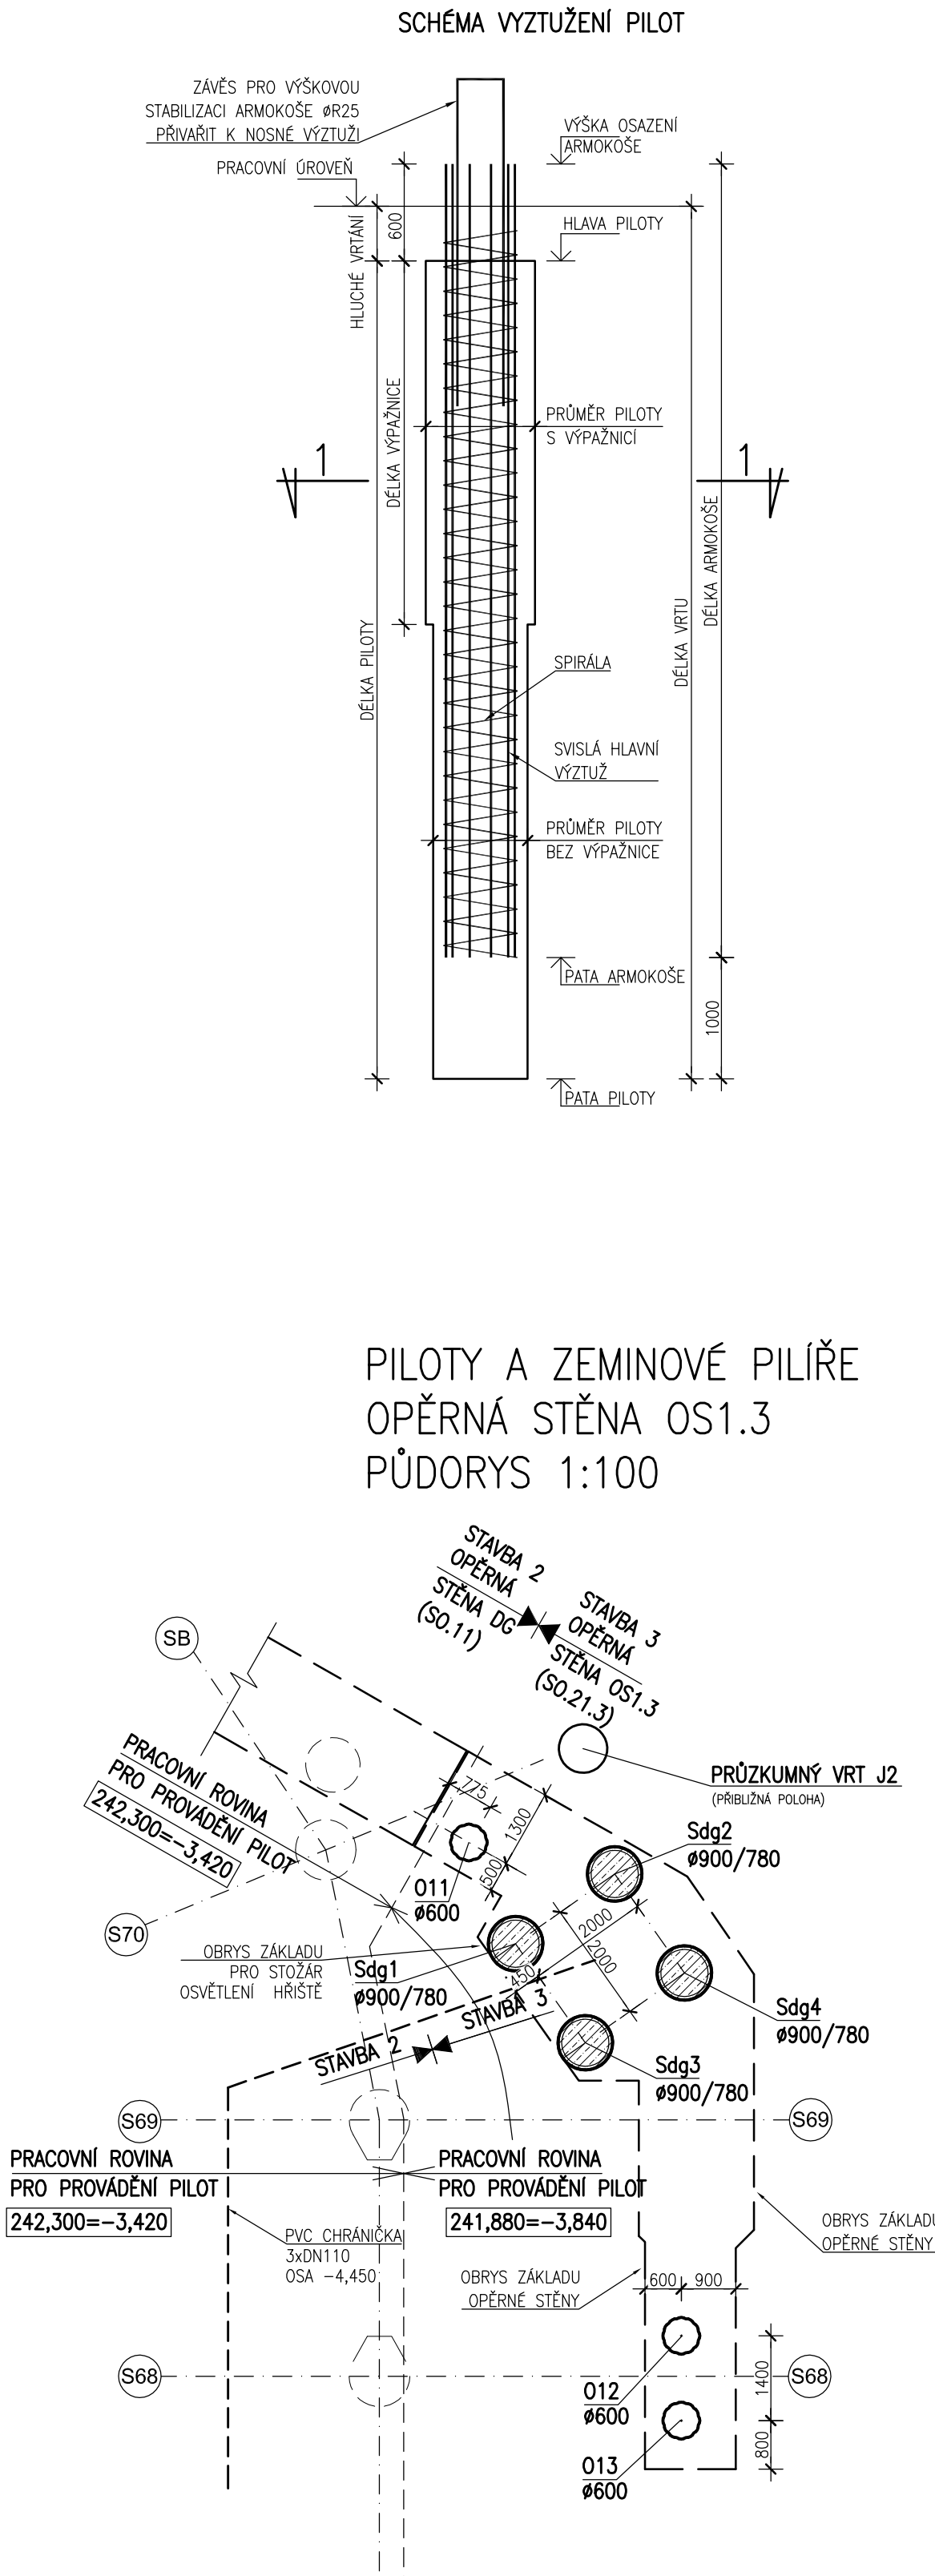 SCHÉMA VYZTUŽENÍ PILOT
ZÁVĚS PRO VÝŠKOVOU
STABILIZACI ARMOKOŠE øR25
PŘIVAŘIT K NOSNÉ VÝZTUŽI
PRACOVNÍ ÚROVEŇ
VÝŠKA OSAZENÍ
ARMOKOŠE
HLAVA PILOTY
HLUCHÉ VRTÁNÍ
600
DÉLKA VÝPAŽNICE
DÉLKA PILOTY
PRŮMĚR PILOTY
S VÝPAŽNICÍ
1
1
DÉLKA ARMOKOŠE
DÉLKA VRTU
SPIRÁLA
SVISLÁ HLAVNÍ
VÝZTUŽ
PRŮMĚR PILOTY
BEZ VÝPAŽNICE
PATA ARMOKOŠE
1000
PATA PILOTY
PILOTY A ZEMINOVÉ PILÍŘE
OPĚRNÁ STĚNA OS1.3
PŮDORYS 1:100
STAVBA 2
OPĚRNÁ
STĚNA DG
(SO.11)
STAVBA 3
OPĚRNÁ
STĚNA OS1.3
(SO.21.3)
SB
PRACOVNÍ ROVINA
PRO PROVÁDĚNÍ PILOT
242,300=-3,420
PRŮZKUMNÝ VRT J2
(PŘIBLIŽNÁ POLOHA)
775
1300
500
Sdg2
ø900/780
O11
ø600
S70
OBRYS ZÁKLADU
PRO STOŽÁR
OSVĚTLENÍ HŘIŠTĚ
Sdg1
ø900/780
2000
2000
450
Sdg4
ø900/780
STAVBA 2
STAVBA 3
Sdg3
ø900/780
S69
S69
PRACOVNÍ ROVINA
PRO PROVÁDĚNÍ PILOT
242,300=-3,420
PRACOVNÍ ROVINA
PRO PROVÁDĚNÍ PILOT
241,880=-3,840
PVC CHRÁNIČKA
3xDN110
OSA -4,450
OBRYS ZÁKLADU
OPĚRNÉ STĚNY
OBRYS ZÁKLADU
OPĚRNÉ STĚNY
600
900
S68
S68
O12
ø600
1400
O13
ø600
800